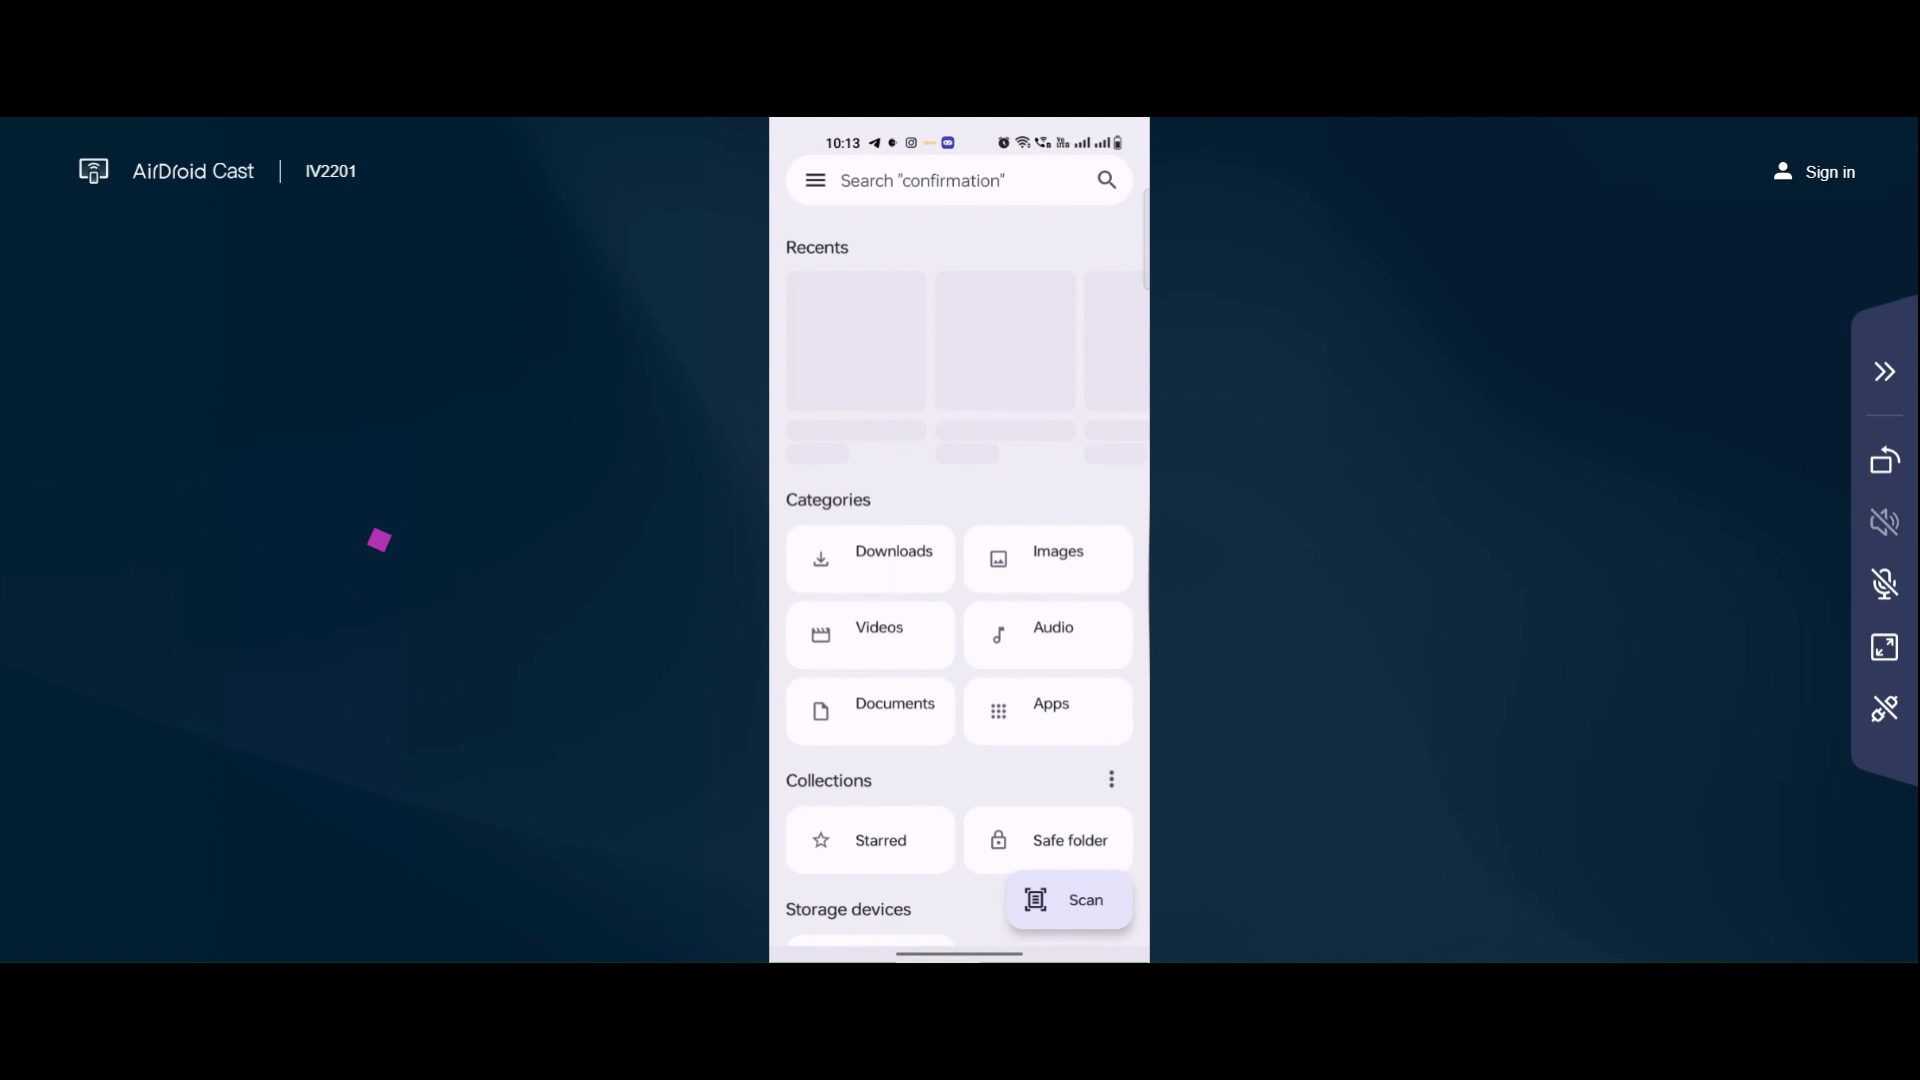 AirDroid Cast | IV2201
Sign in
10:13
Search "confirmation"
Recents
Categories
Downloads
Images
Videos
Audio
Documents
Apps
Collections
Starred
Safe folder
Storage devices
Scan